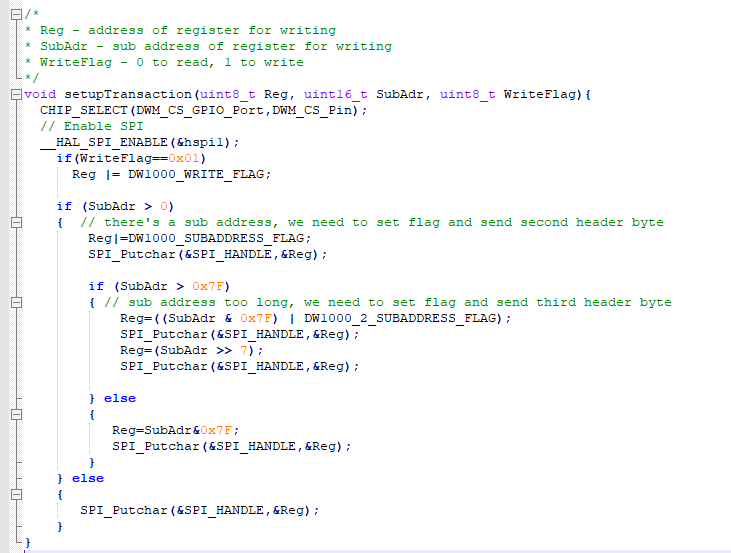 /*
* Reg - address of register for writing
* SubAdr - sub address of register for writing
* WriteFlag - 0 to read, 1 to write
*/
void setupTransaction(uint8_t Reg, uint16_t SubAdr, uint8_t WriteFlag){
  CHIP_SELECT(DWM_CS_GPIO_Port,DWM_CS_Pin);
  // Enable SPI
  __HAL_SPI_ENABLE(&hspi1);
    if(WriteFlag==0x01)
      Reg |= DW1000_WRITE_FLAG;

    if (SubAdr > 0)
    {  // there's a sub address, we need to set flag and send second header byte
        Reg|=DW1000_SUBADDRESS_FLAG;
        SPI_Putchar(&SPI_HANDLE,&Reg);

        if (SubAdr > 0x7F)
        { // sub address too long, we need to set flag and send third header byte
            Reg=((SubAdr & 0x7F) | DW1000_2_SUBADDRESS_FLAG);
            SPI_Putchar(&SPI_HANDLE,&Reg);
            Reg=(SubAdr >> 7);
            SPI_Putchar(&SPI_HANDLE,&Reg);

        } else
        {
           Reg=SubAdr&0x7F;
           SPI_Putchar(&SPI_HANDLE,&Reg);
        }
    } else
    {
       SPI_Putchar(&SPI_HANDLE,&Reg);
    }
}